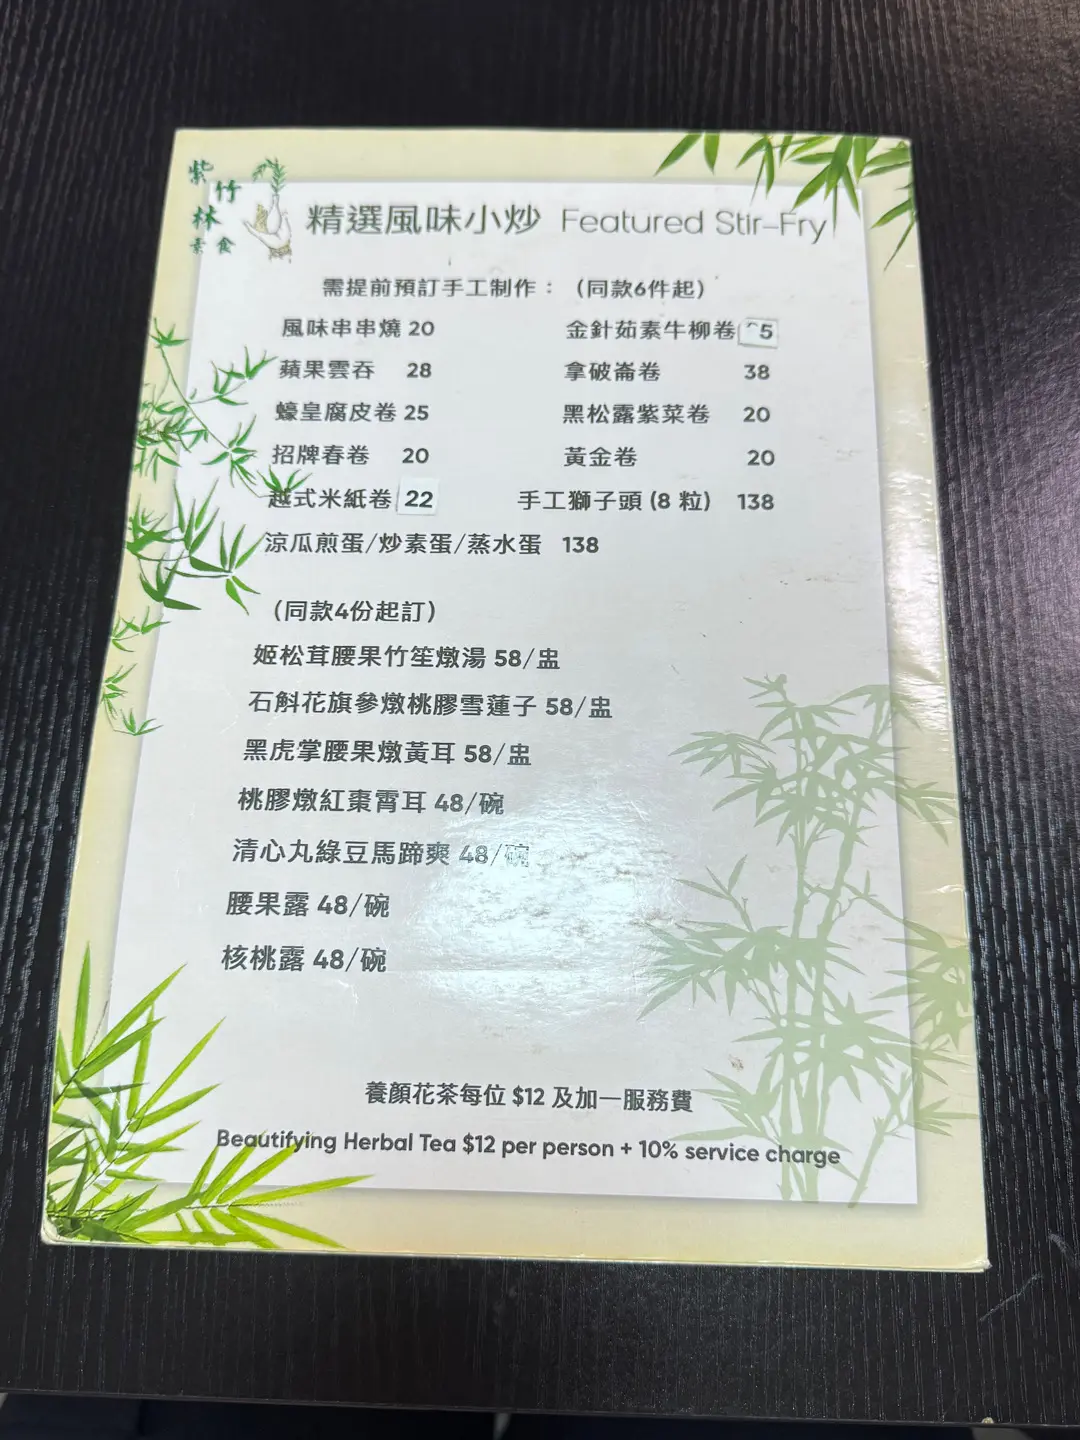 紫竹林素食
精選風味小炒 Featured Stir-Fry
需提前預訂手工制作：（同款6件起）
風味串串燒 20 金針茹素牛柳卷
蘋果雲吞 28 拿破崙卷 38
蠔皇腐皮卷 25 黑松露紫菜卷 20
招牌春卷 20 黃金卷 20
越式米紙卷 22 手工獅子頭 (8 粒) 138
涼瓜煎蛋/炒素蛋/蒸水蛋 138
（同款4份起訂）
姬松茸腰果竹笙燉湯 58/盅
石斛花旗參燉桃膠雪蓮子 58/盅
黑虎掌腰果燉黃耳 58/盅
桃膠燉紅棗霄耳 48/碗
清心丸綠豆馬蹄爽 48/碗
腰果露 48/碗
核桃露 48/碗
養顏花茶每位 $12 及加一服務費
Beautifying Herbal Tea $12 per person + 10% service charge